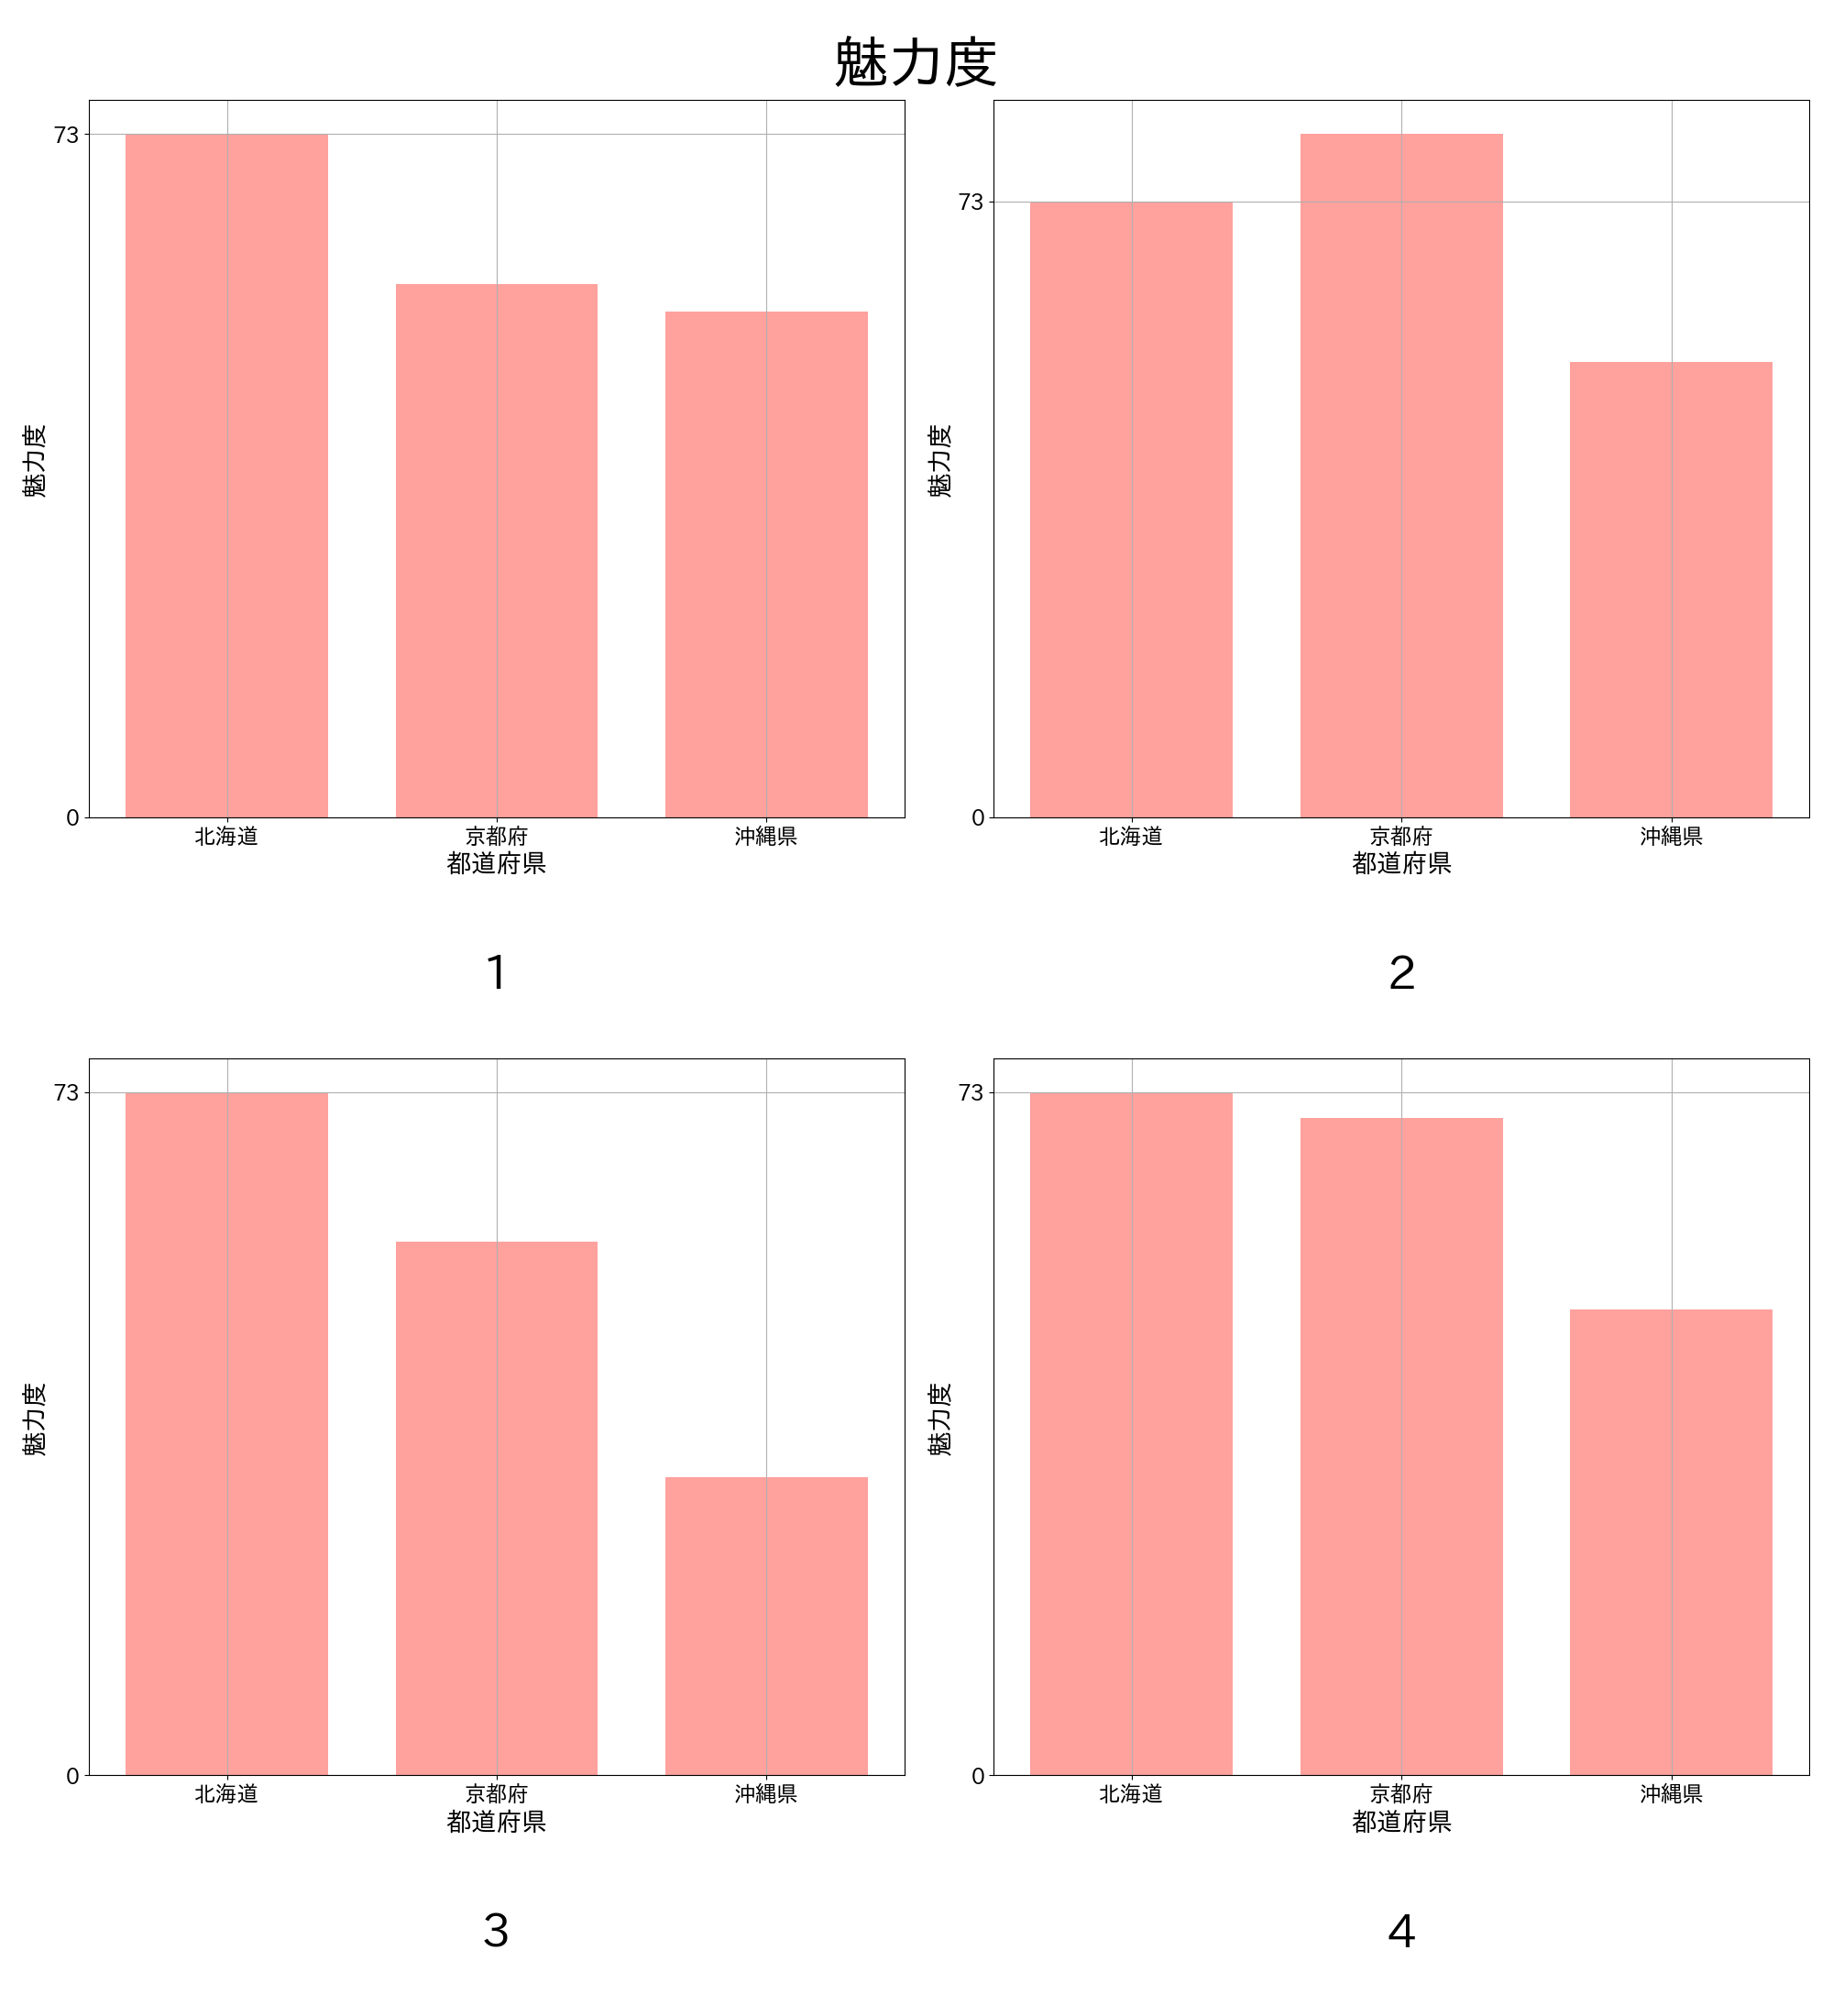 魅力度
73
0
魅力度
北海道 京都府 沖縄県
都道府県
1
73
0
魅力度
北海道 京都府 沖縄県
都道府県
2
73
0
魅力度
北海道 京都府 沖縄県
都道府県
3
73
0
魅力度
北海道 京都府 沖縄県
都道府県
4